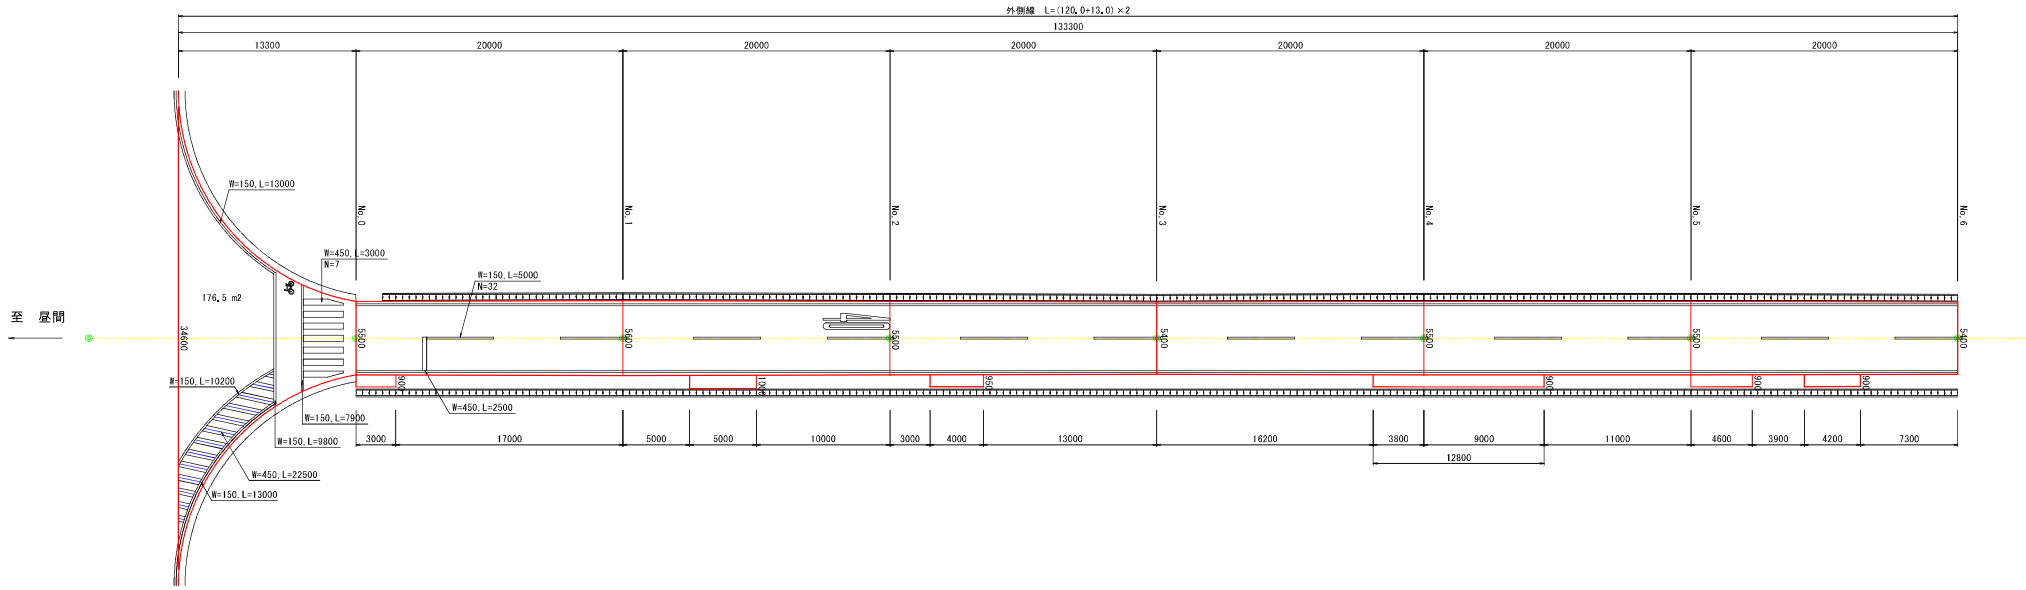 外側線 L=(120.0+13.0)×2
133300
13300
20000
20000
20000
20000
20000
20000
No.0
No.1
No.2
No.3
No.4
No.5
No.6
W=150, L=13000
W=450, L=3000
N=7
W=150, L=5000
N=32
176.5 m2
至 昼間
34600
5500
5600
5500
5400
5500
5500
5400
900
1000
950
900
900
900
W=150, L=10200
W=150, L=7900
W=150, L=9800
W=450, L=2500
W=450, L=22500
W=150, L=13000
3000
17000
5000
5000
10000
3000
4000
13000
16200
3800
9000
11000
4600
3900
4200
7300
12800